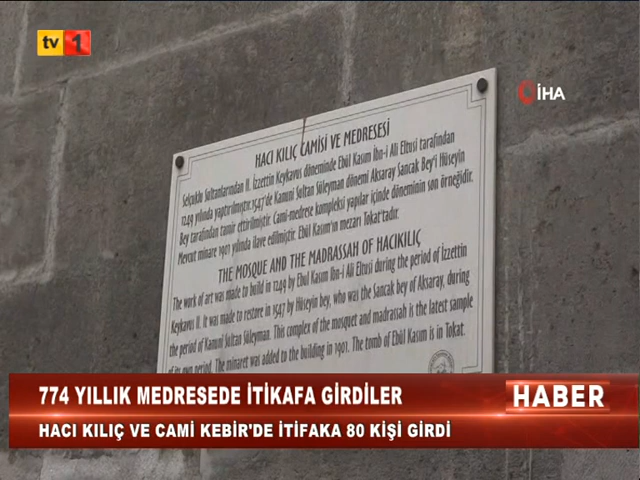 tv 1
İHA
HACI KILIÇ CAMİSİ VE MEDRESESİ
Selçuklu Sultanlarından II. İzzettin Keykavus döneminde Ebül Kasım İbn-i Ali Eltusi tarafından
1249 yılında yaptırılmıştır.1547'de Kanuni Sultan Süleyman dönemi Aksaray Sancak Bey'i Hüseyin
Bey tarafından tamir ettirilmiştir. Cami-medrese kompleksi yapılar içinde döneminin son örneğidir.
Mevcut minare 1901 yılında ilave edilmiştir. Ebül Kasım'ın mezarı Tokat'tadır.
THE MOSQUE AND THE MADRASSAH OF HACIKILIÇ
The work of art was made to build in 1249 by Ebül Kasım İbn-i Ali Eltusi during the period of İzzettin
Keykavus II. It was made to restore in 1547 by Hüseyin bey, who was the Sancak bey of Aksaray, during
the period of Kanuni Sultan Süleyman. This complex of the mosque and madrassah is the latest sample
of its own period. The minaret was added to the building in 1901. The tomb of Ebül Kasım is in Tokat.
774 YILLIK MEDRESEDE İTİKAFA GİRDİLER
HABER
HACI KILIÇ VE CAMİ KEBİR'DE İTİFAKA 80 KİŞİ GİRDİ